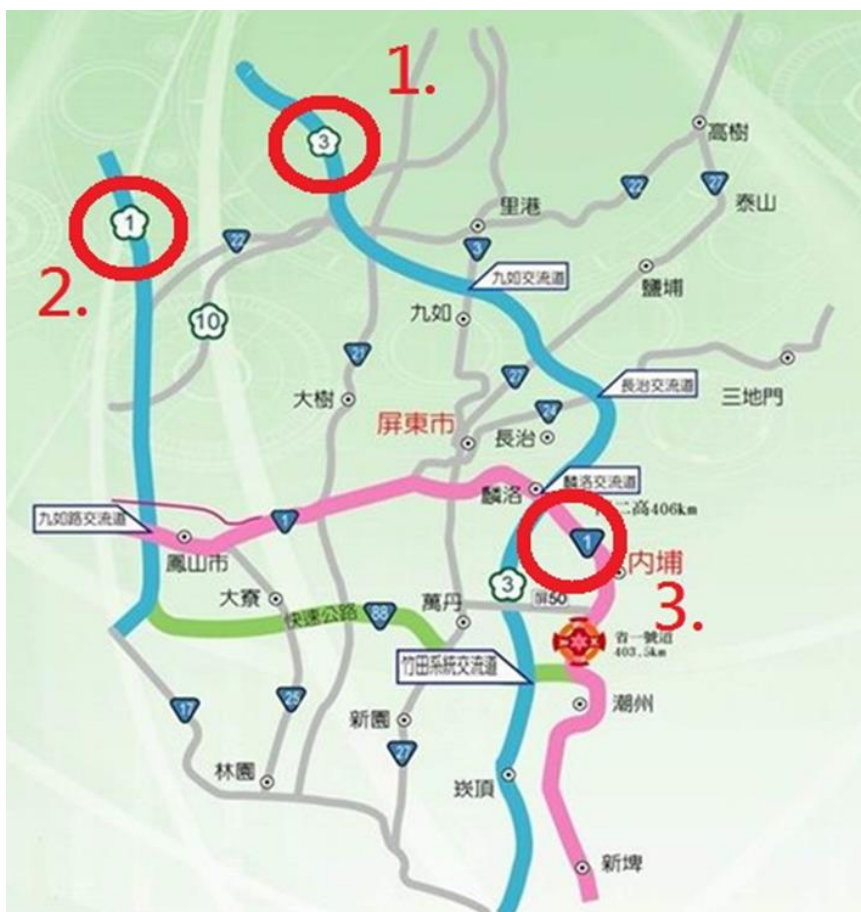 1.
3
高樹
22
27
里港
泰山
1
2.
22
3
九如交流道
鹽埔
10
九如
21
27
長治交流道
大樹
三地門
24
屏東市
長治
麟洛
麟洛交流道
九如路交流道
1
二高406km
1
鳳山市
內埔
3
屏50
3.
大寮
快速公路
88
萬丹
省一號道
403.5km
竹田系統交流道
17
25
新園
潮州
27
林園
崁頂
新埤